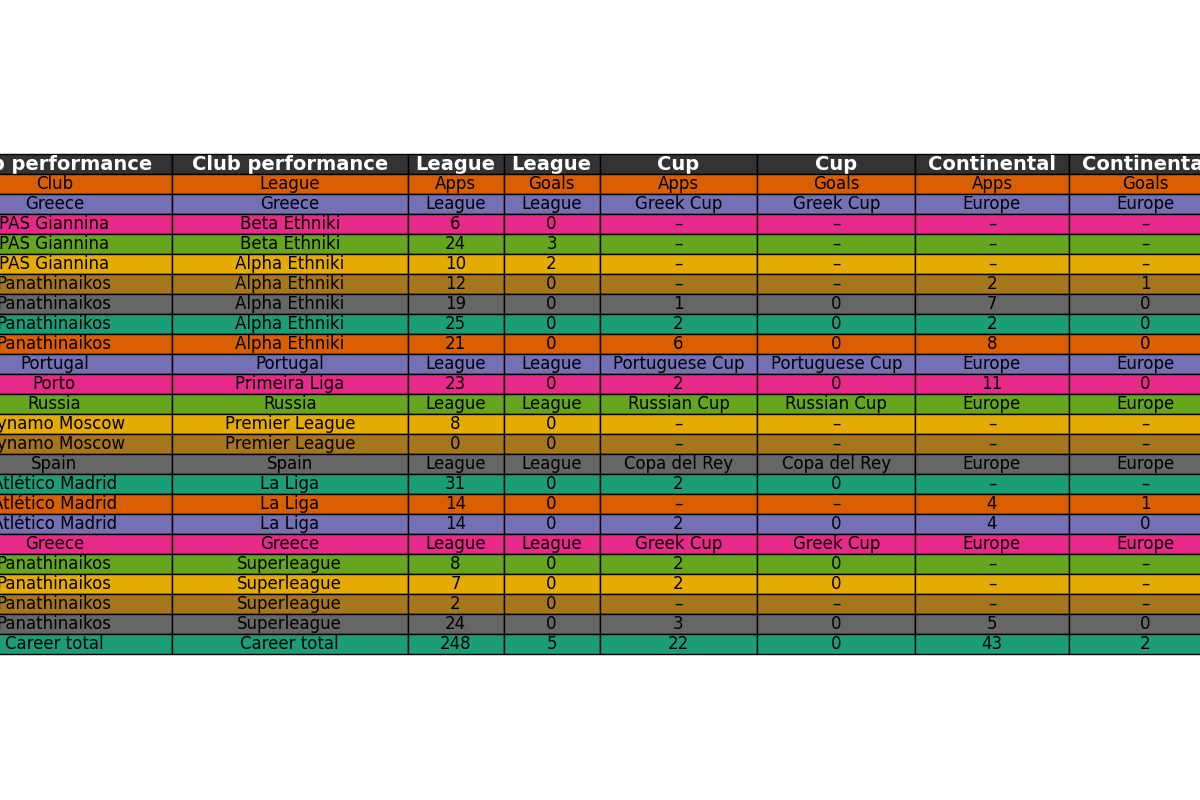 performance Club performance League League Cup Cup Continental
Club League Apps Goals Apps Goals Apps Goals
Greece Greece League League Greek Cup Greek Cup Europe Europe
PAS Giannina Beta Ethniki 6 0 – – – –
PAS Giannina Beta Ethniki 24 3 – – – –
PAS Giannina Alpha Ethniki 10 2 – – – –
Panathinaikos Alpha Ethniki 12 0 – – 2 1
Panathinaikos Alpha Ethniki 19 0 1 0 7 0
Panathinaikos Alpha Ethniki 25 0 2 0 2 0
Panathinaikos Alpha Ethniki 21 0 6 0 8 0
Portugal Portugal League League Portuguese Cup Portuguese Cup Europe Europe
Porto Primeira Liga 23 0 2 0 11 0
Russia Russia League League Russian Cup Russian Cup Europe Europe
ynamo Moscow Premier League 8 0 – – – –
ynamo Moscow Premier League 0 0 – – – –
Spain Spain League League Copa del Rey Copa del Rey Europe Europe
Atlético Madrid La Liga 31 0 2 0 – –
Atlético Madrid La Liga 14 0 – – 4 1
Atlético Madrid La Liga 14 0 2 0 4 0
Greece Greece League League Greek Cup Greek Cup Europe Europe
Panathinaikos Superleague 8 0 2 0 – –
Panathinaikos Superleague 7 0 2 0 – –
Panathinaikos Superleague 2 0 – – – –
Panathinaikos Superleague 24 0 3 0 5 0
Career total Career total 248 5 22 0 43 2